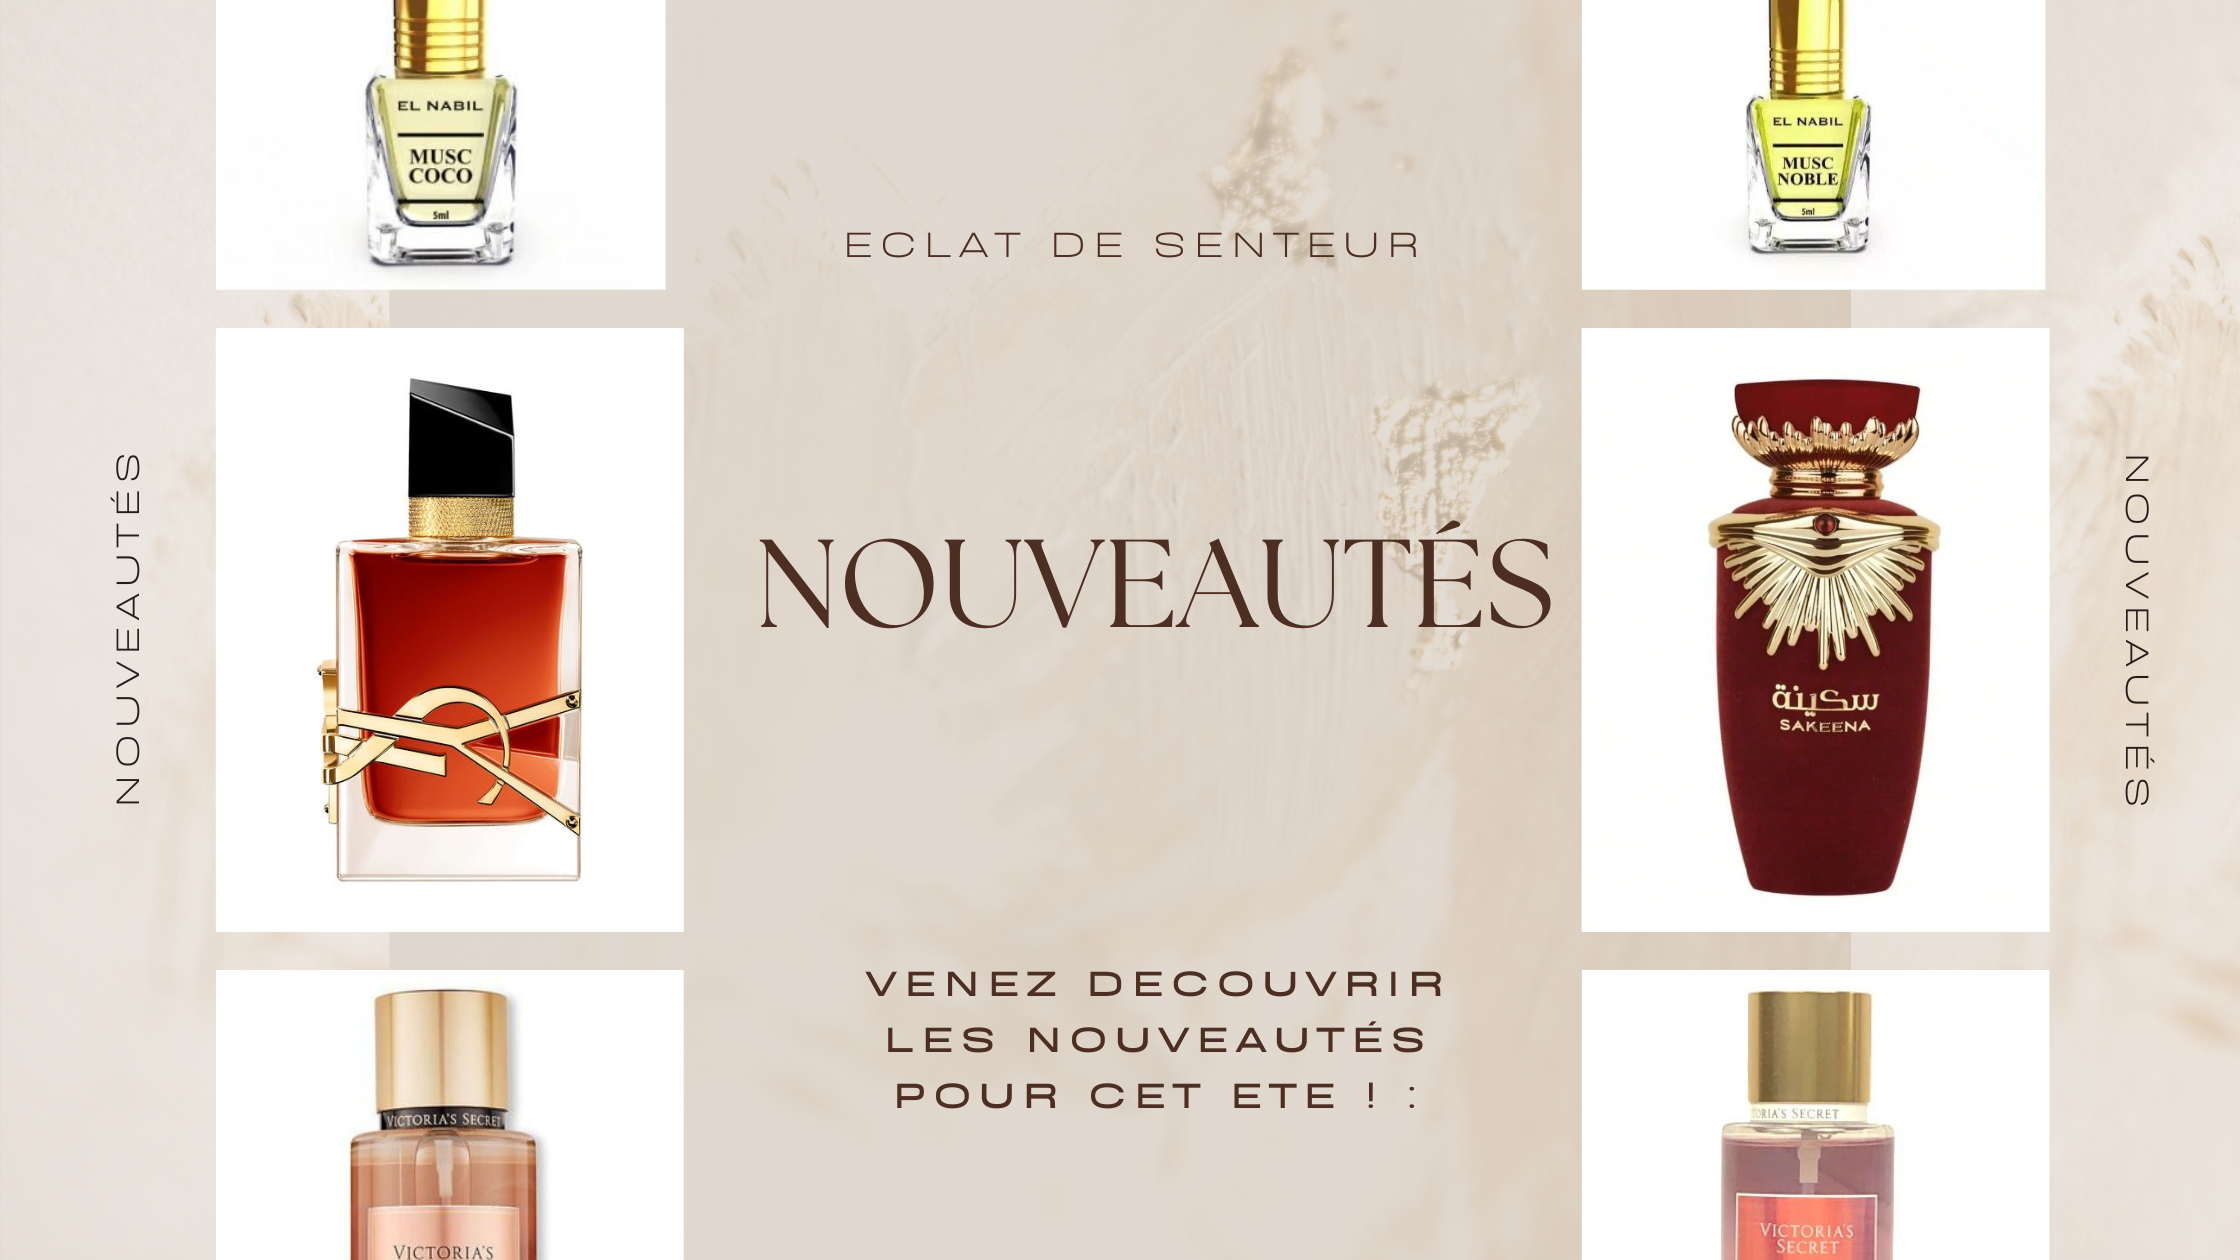 EL NABIL
MUSC
COCO
5ml
EL NABIL
MUSC
NOBLE
5ml
ECLAT DE SENTEUR
NOUVEAUTÉS
NOUVEAUTÉS
NOUVEAUTÉS
سكينة
SAKEENA
VENEZ DECOUVRIR
LES NOUVEAUTÉS
POUR CET ETE ! :
VICTORIA'S SECRET
VICTORIA'S
TORIA'S SECRET
VICTORIA'S
SECRET